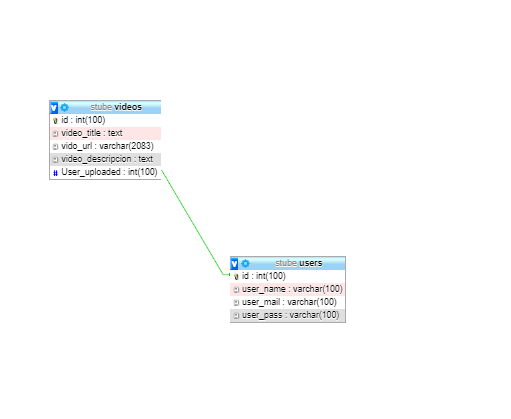 stube videos
id : int(100)
video_title : text
vido_url : varchar(2083)
video_descripcion : text
# User_uploaded : int(100)
stube users
id : int(100)
user_name : varchar(100)
user_mail : varchar(100)
user_pass : varchar(100)